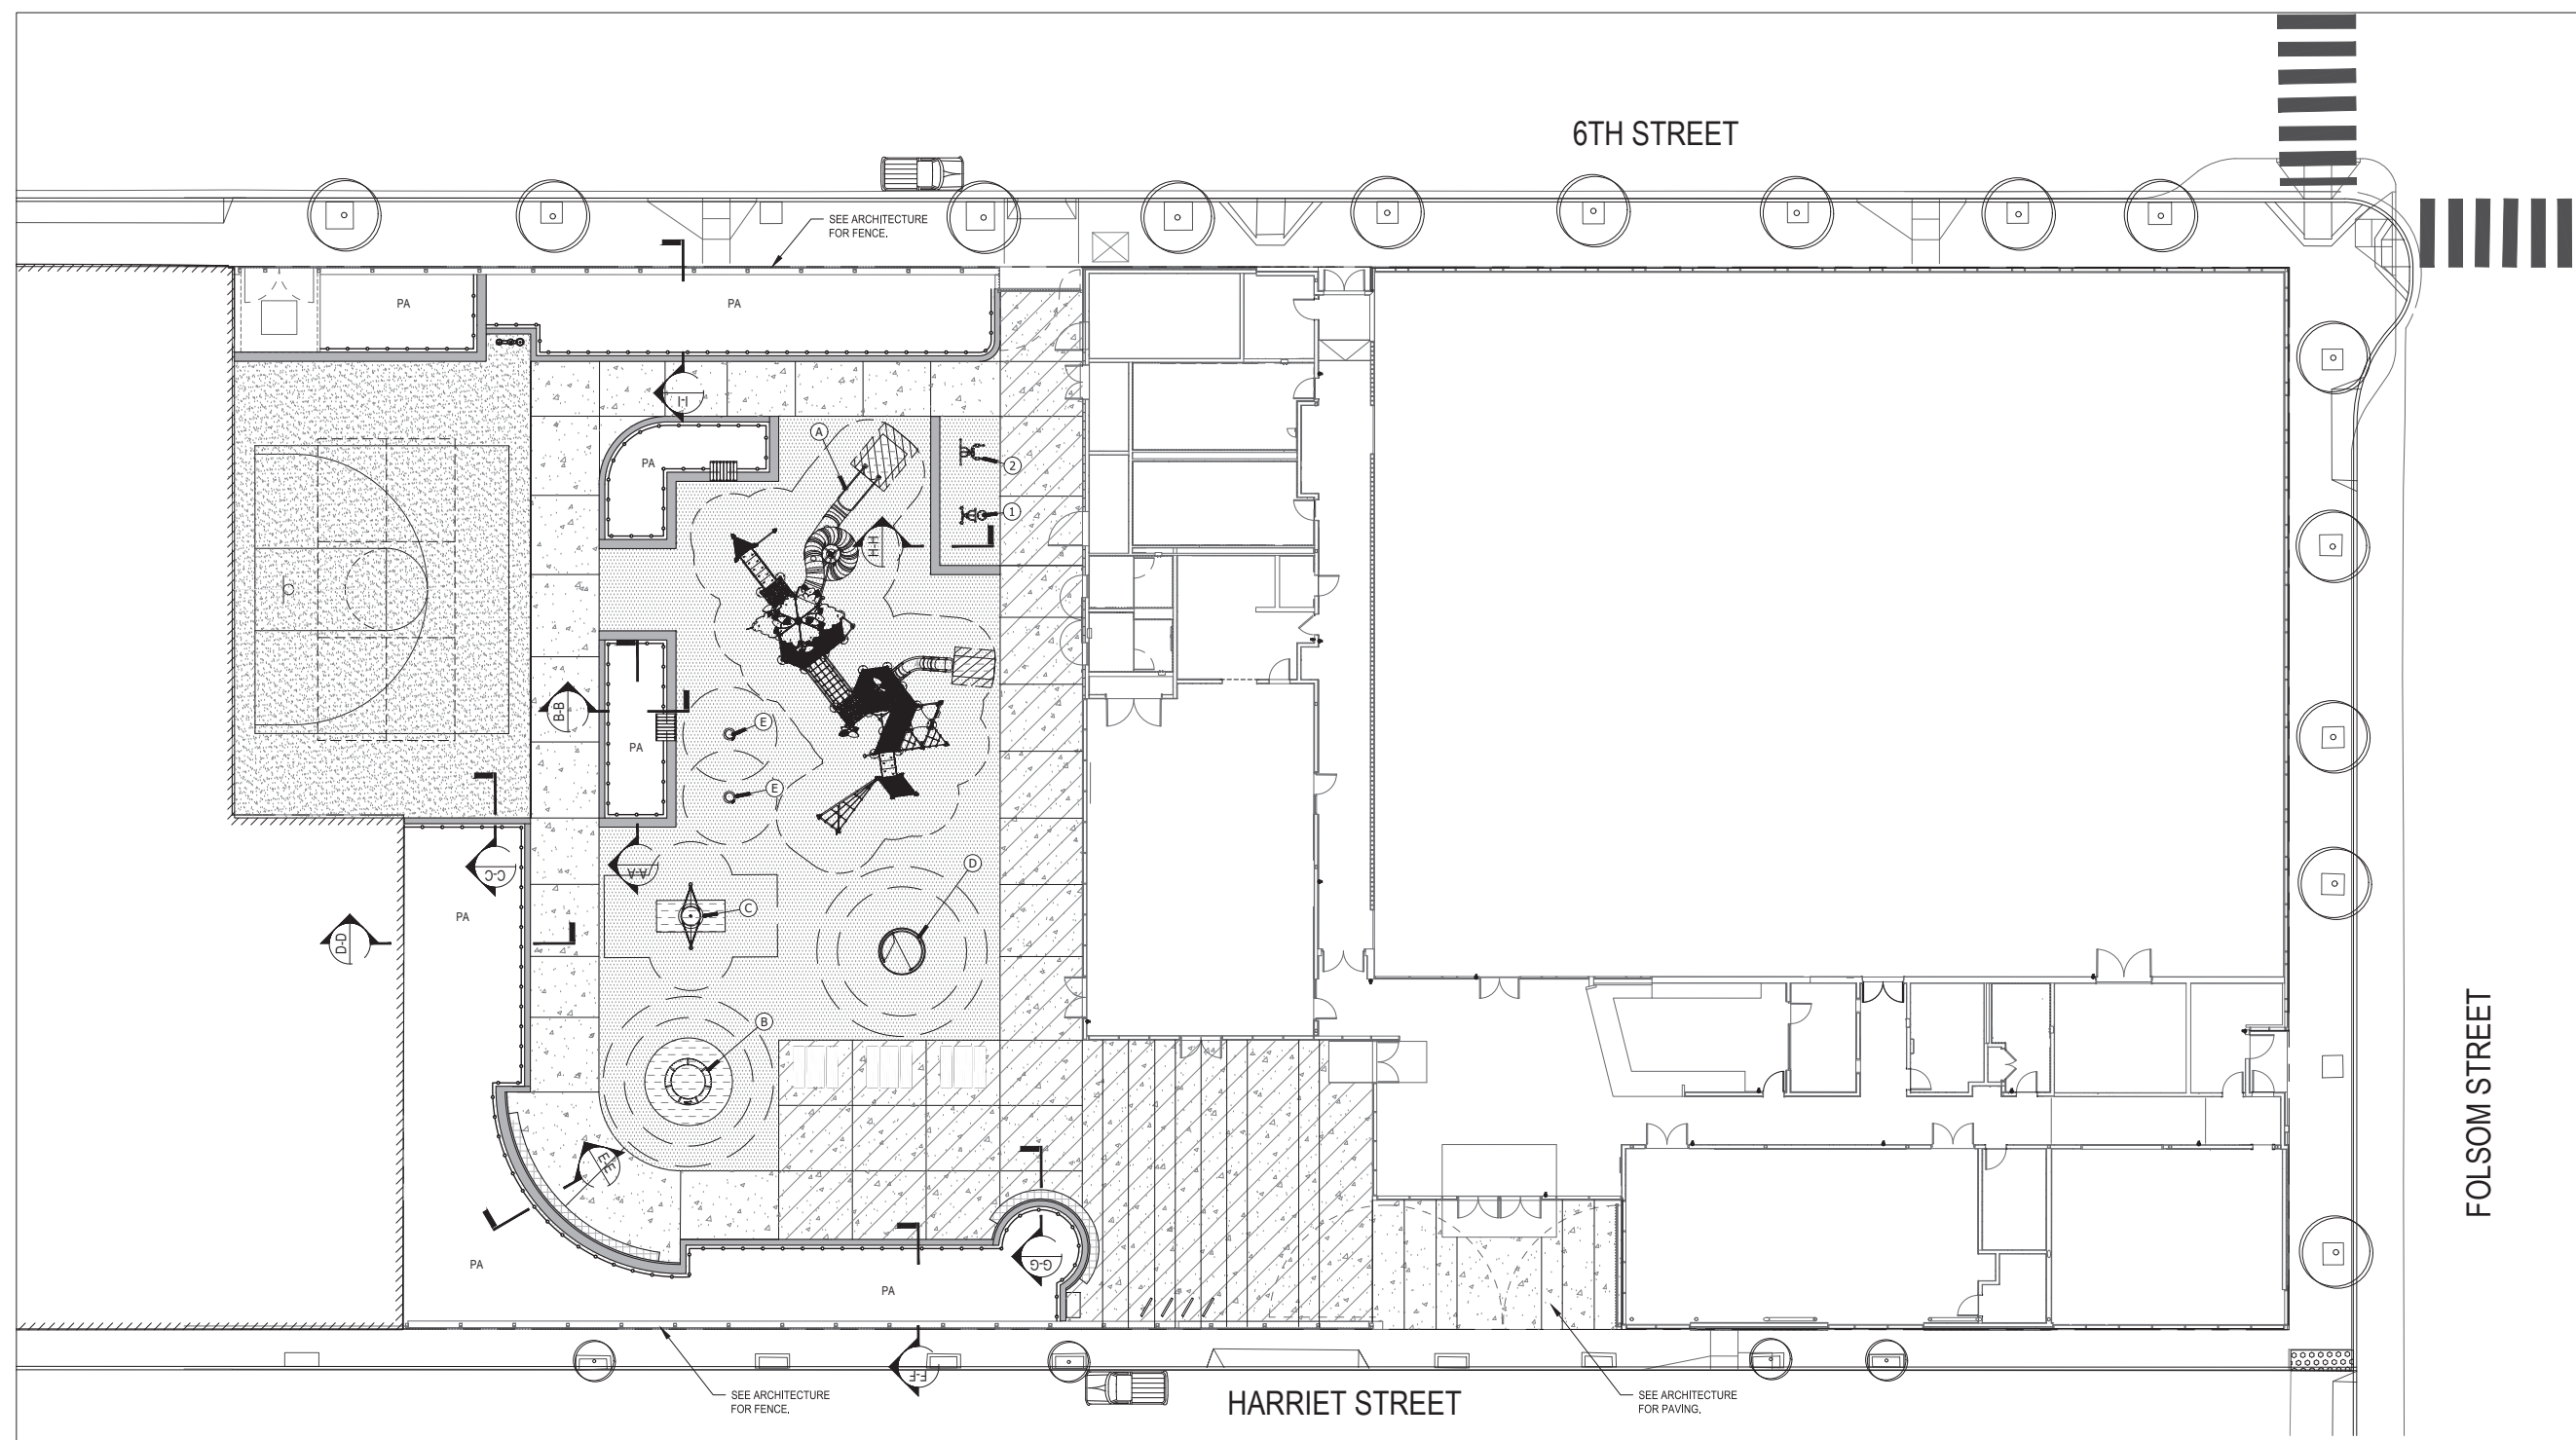 6TH STREET
SEE ARCHITECTURE
FOR FENCE.
PA
PA
I-I
A
PA
2
1
H-H
B-B
E
PA
E
C-C
A-A
D
C
PA
D-D
B
E-E
G-G
PA
PA
F-F
SEE ARCHITECTURE
FOR FENCE.
HARRIET STREET
SEE ARCHITECTURE
FOR PAVING.
FOLSOM STREET